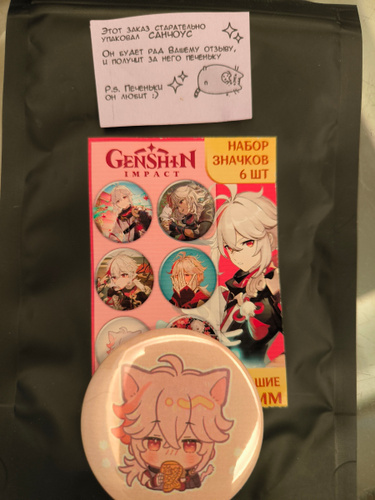 Этот заказ старательно
упаковал САНЧОУС
Он будет рад Вашему отзыву,
и получит за него печеньку
P.S. Печеньки
он любит :)
GENSHIN
IMPACT
НАБОР
ЗНАЧКОВ
6 ШТ
ММ